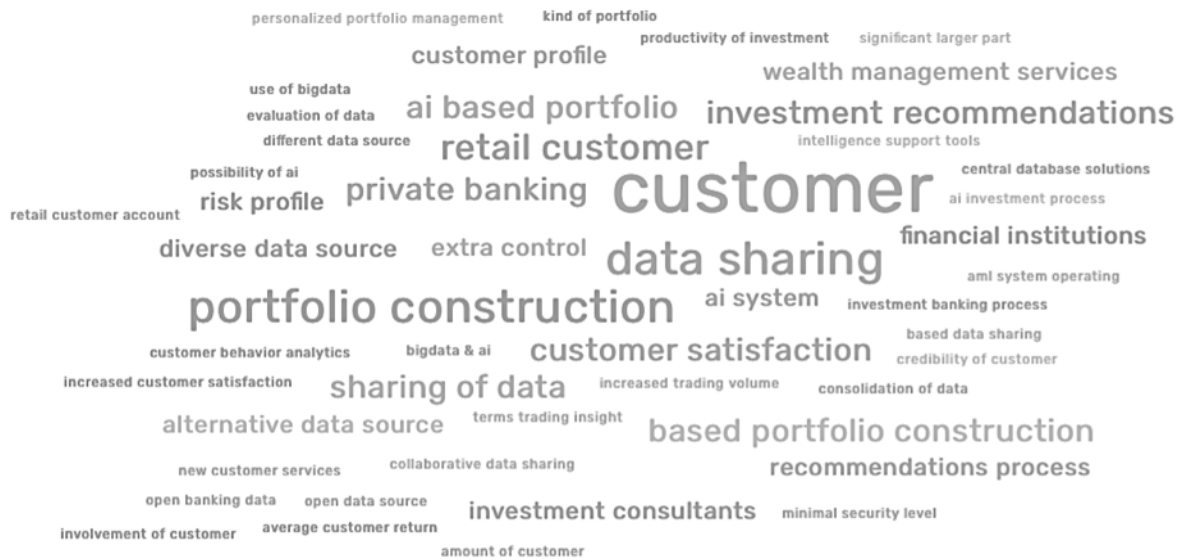 personalized portfolio management
kind of portfolio
customer profile
productivity of investment
significant larger part
wealth management services
use of bigdata
evaluation of data
ai based portfolio
investment recommendations
different data source
retail customer
intelligence support tools
possibility of ai
risk profile
private banking
customer
central database solutions
ai investment process
retail customer account
diverse data source
extra control
data sharing
financial institutions
aml system operating
portfolio construction
ai system
investment banking process
customer behavior analytics
bigdata & ai
customer satisfaction
based data sharing
credibility of customer
increased customer satisfaction
sharing of data
increased trading volume
consolidation of data
alternative data source
terms trading insight
based portfolio construction
new customer services
collaborative data sharing
recommendations process
open banking data
open data source
investment consultants
minimal security level
involvement of customer
average customer return
amount of customer